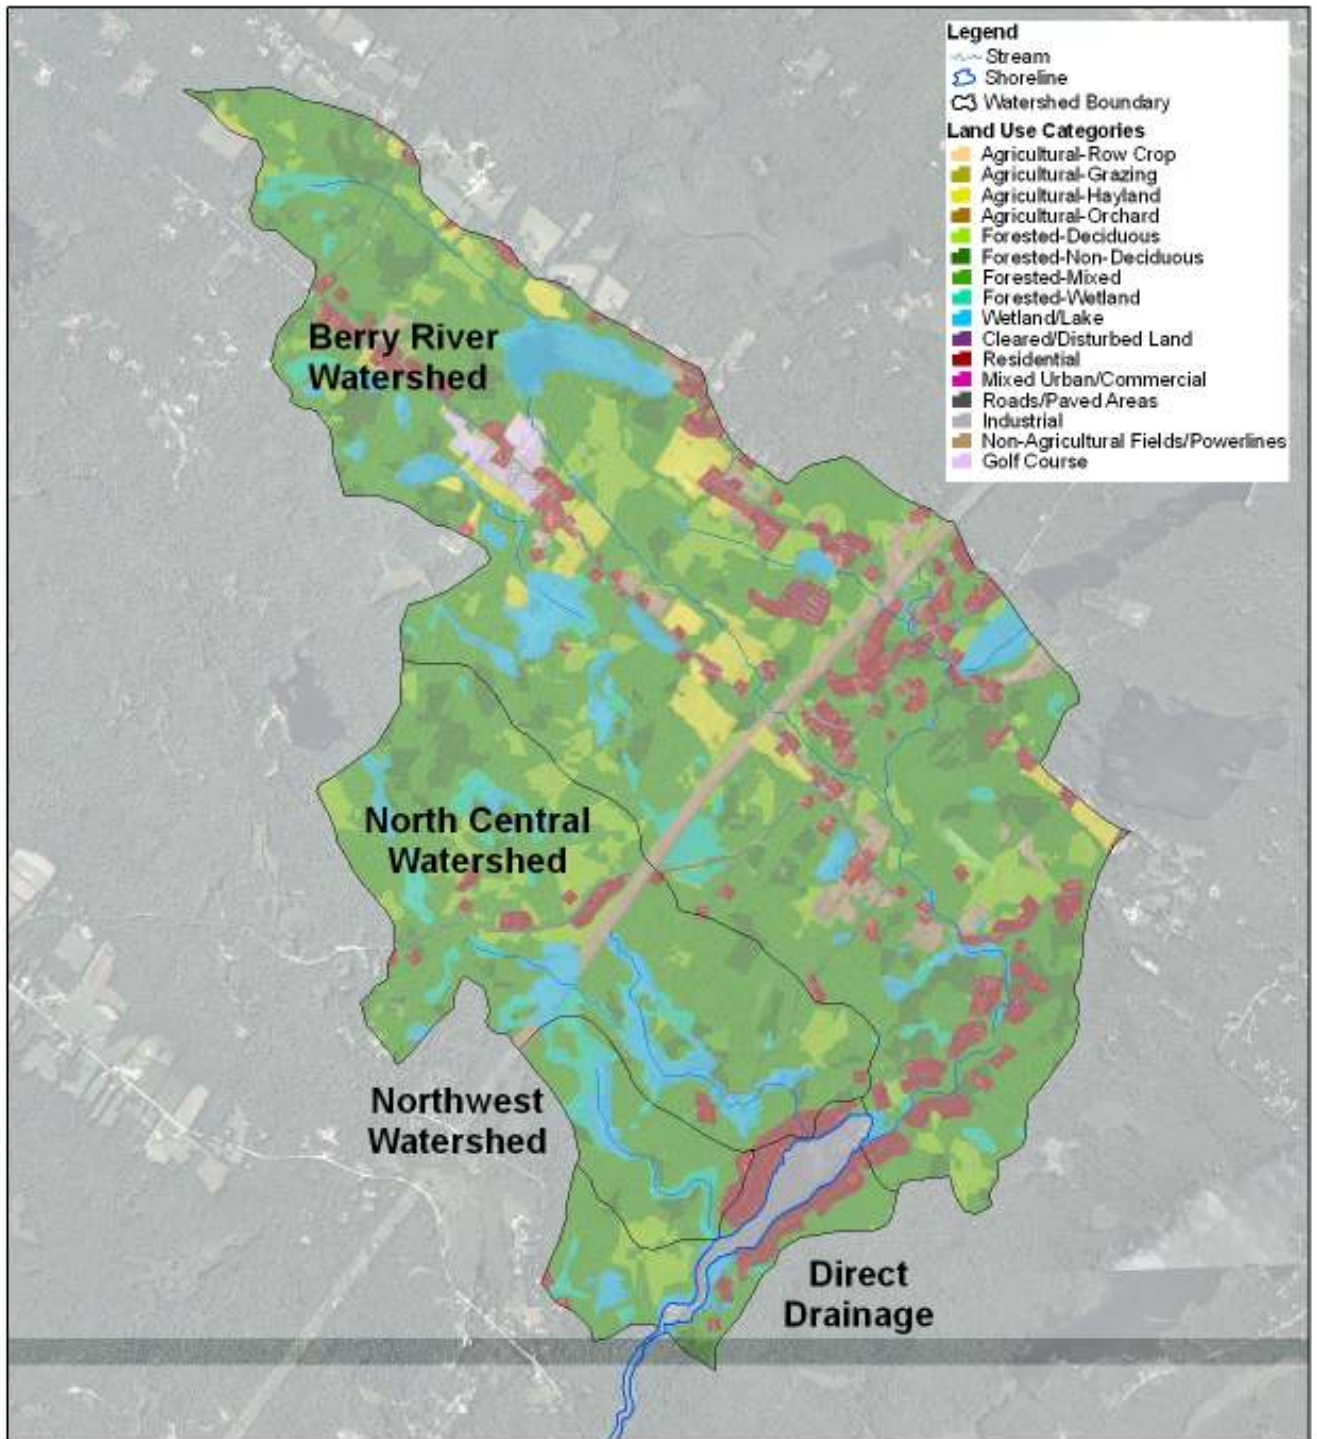 Legend
Stream
Shoreline
Watershed Boundary
Land Use Categories
Agricultural-Row Crop
Agricultural-Grazing
Agricultural-Hayland
Agricultural-Orchard
Forested-Deciduous
Forested-Non-Deciduous
Forested-Mixed
Forested-Wetland
Wetland/Lake
Cleared/Disturbed Land
Residential
Mixed Urban/Commercial
Roads/Paved Areas
Industrial
Non-Agricultural Fields/Powerlines
Golf Course
Berry River
Watershed
North Central
Watershed
Northwest
Watershed
Direct
Drainage